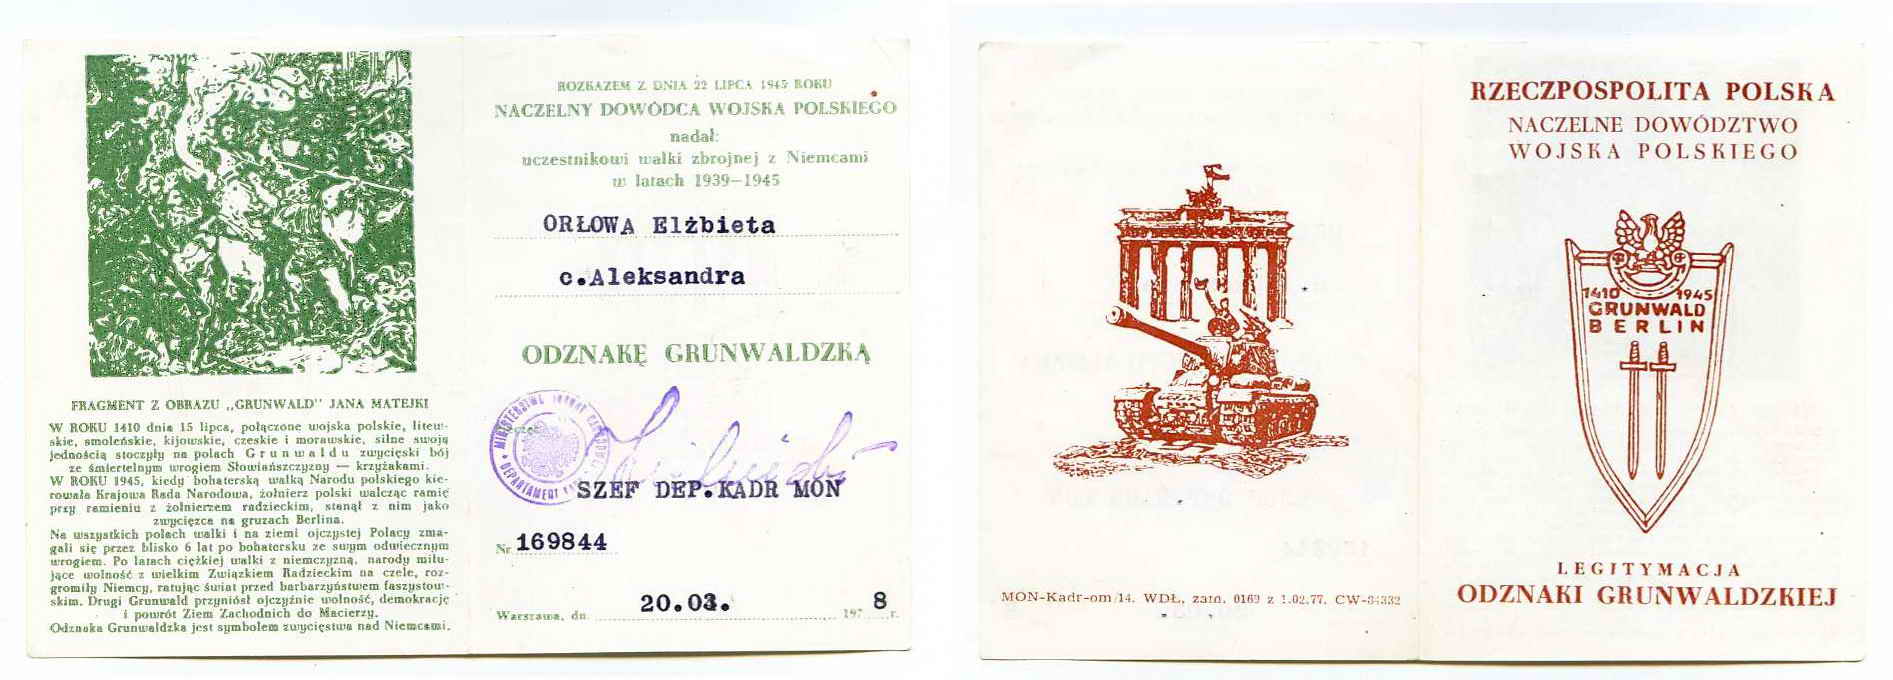 FRAGMENT Z OBRAZU „GRUNWALD" JANA MATEJKI
W ROKU 1410 dnia 15 lipca, połączone wojska polskie, litew-
skie, smoleńskie, kijowskie, czeskie i morawskie, silne swoją
jednością stoczyły na polach Grunwaldu zwycięski bój
ze śmiertelnym wrogiem Słowiańszczyzny — krzyżakami.
W ROKU 1945, kiedy bohaterską walką Narodu polskiego kie-
rowała Krajowa Rada Narodowa, żołnierz polski walcząc ramię
przy ramieniu z żołnierzem radzieckim, stanął z nim jako
zwycięzca na gruzach Berlina.
Na wszystkich polach walki i na ziemi ojczystej Polacy zma-
gali się przez blisko 6 lat po bohatersku ze swym odwiecznym
wrogiem. Po latach ciężkiej walki z niemczyzną, narody miłu-
jące wolność z wielkim Związkiem Radzieckim na czele, roz-
gromiły Niemcy, ratując świat przed barbarzyństwem faszystow-
skim. Drugi Grunwald przyniósł ojczyźnie wolność, demokrację
i powrót Ziem Zachodnich do Macierzy.
Odznaka Grunwaldzka jest symbolem zwycięstwa nad Niemcami.
ROZKAZEM Z DNIA 22 LIPCA 1945 ROKU
NACZELNY DOWÓDCA WOJSKA POLSKIEGO
nadał:
uczestnikowi walki zbrojnej z Niemcami
w latach 1939—1945
ORŁOWA Elżbieta
c.Aleksandra
ODZNAKĘ GRUNWALDZKĄ
MINISTERSTWO OBRONY NARODOWEJ
DEPARTAMENT
SZEF DEP.KADR MON
Nr 169844
Warszawa, dn. 20.03. 1978 r.
MON-Kadr-om/14. WDŁ, zam. 0163 z 1.02.77. CW-84332
RZECZPOSPOLITA POLSKA
NACZELNE DOWÓDZTWO
WOJSKA POLSKIEGO
1410 1945
GRUNWALD
BERLIN
LEGITYMACJA
ODZNAKI GRUNWALDZKIEJ